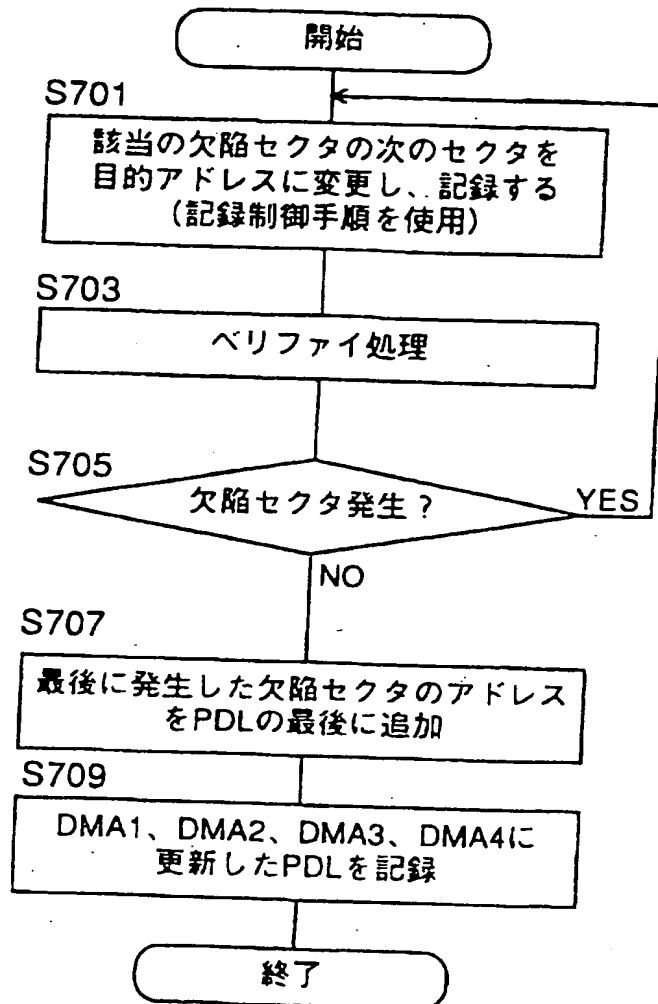 開始
S701
該当の欠陥セクタの次のセクタを
目的アドレスに変更し、記録する
(記録制御手順を使用)
S703
ベリファイ処理
S705
欠陥セクタ発生?
YES
NO
S707
最後に発生した欠陥セクタのアドレス
をPDLの最後に追加
S709
DMA1、DMA2、DMA3、DMA4に
更新したPDLを記録
終了